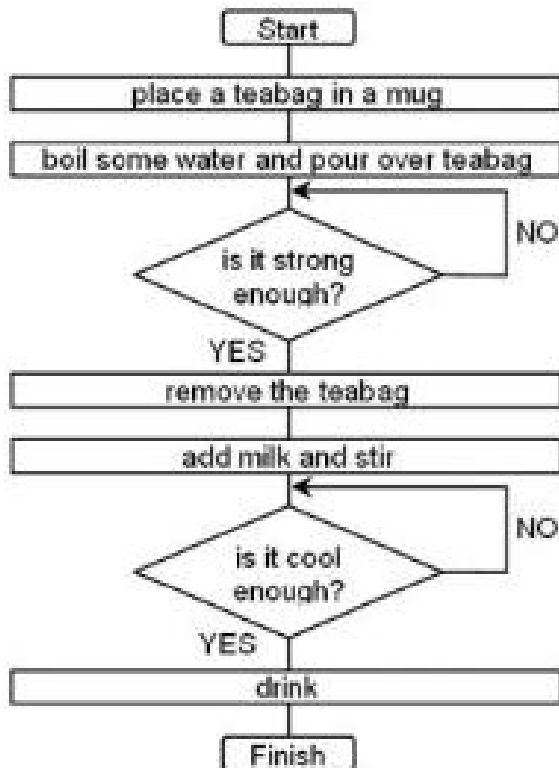 Start
place a teabag in a mug
boil some water and pour over teabag
NO
is it strong
enough?
YES
remove the teabag
add milk and stir
NO
is it cool
enough?
YES
drink
Finish